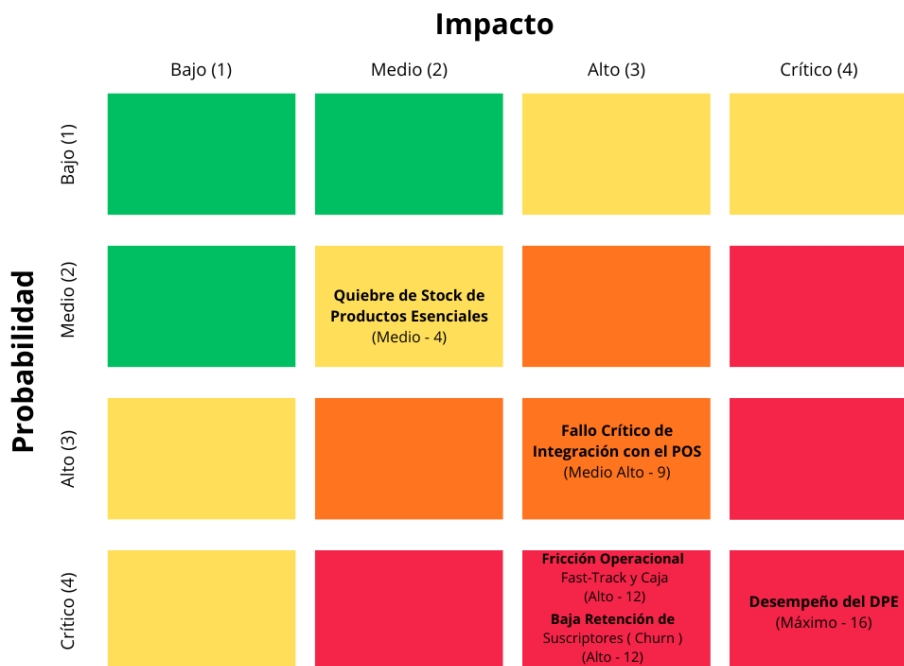 Impacto
Bajo (1)
Medio (2)
Alto (3)
Crítico (4)
Probabilidad
Bajo (1)
Medio (2)
Quiebre de Stock de
Productos Esenciales
(Medio - 4)
Alto (3)
Fallo Crítico de
Integración con el POS
(Medio Alto - 9)
Crítico (4)
Fricción Operacional
Fast-Track y Caja
(Alto - 12)
Baja Retención de
Suscriptores ( Churn )
(Alto - 12)
Desempeño del DPE
(Máximo - 16)